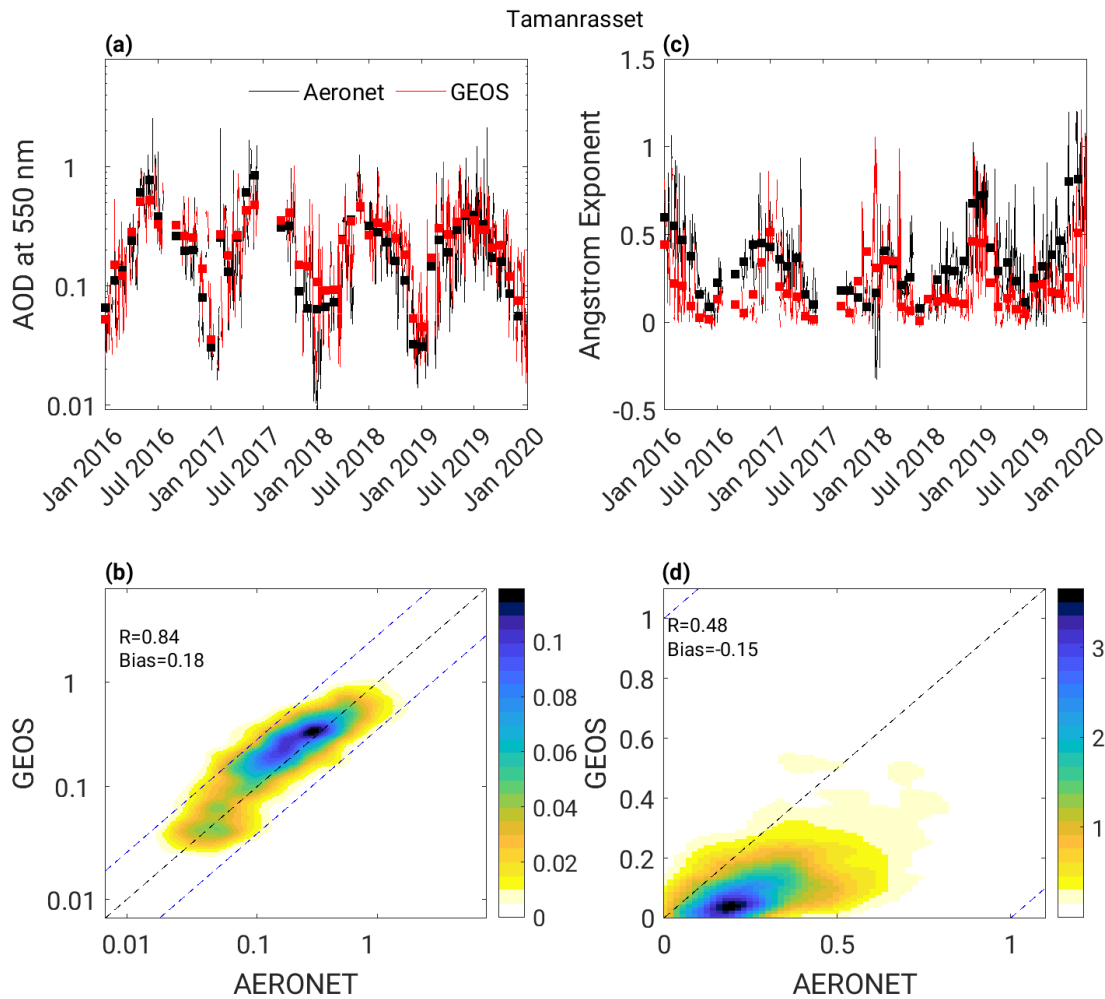 Tamanrasset
(a)
Aeronet
GEOS
AOD at 550 nm
1
0.1
0.01
Jan 2016
Jul 2016
Jan 2017
Jul 2017
Jan 2018
Jul 2018
Jan 2019
Jul 2019
Jan 2020
(c)
Angstrom Exponent
1.5
1
0.5
0
-0.5
Jan 2016
Jul 2016
Jan 2017
Jul 2017
Jan 2018
Jul 2018
Jan 2019
Jul 2019
Jan 2020
(b)
R=0.84
Bias=0.18
GEOS
1
0.1
0.01
0.01
0.1
1
AERONET
0.1
0.08
0.06
0.04
0.02
0
(d)
R=0.48
Bias=-0.15
GEOS
1
0.8
0.6
0.4
0.2
0
0
0.5
1
AERONET
3
2
1